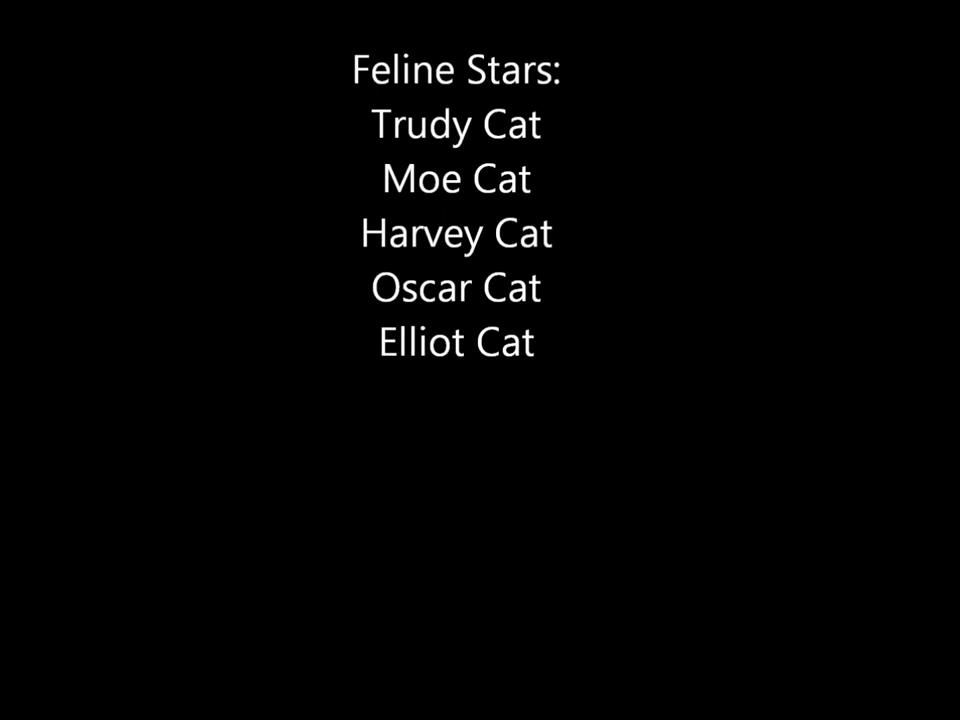 Feline Stars:
Trudy Cat
Moe Cat
Harvey Cat
Oscar Cat
Elliot Cat